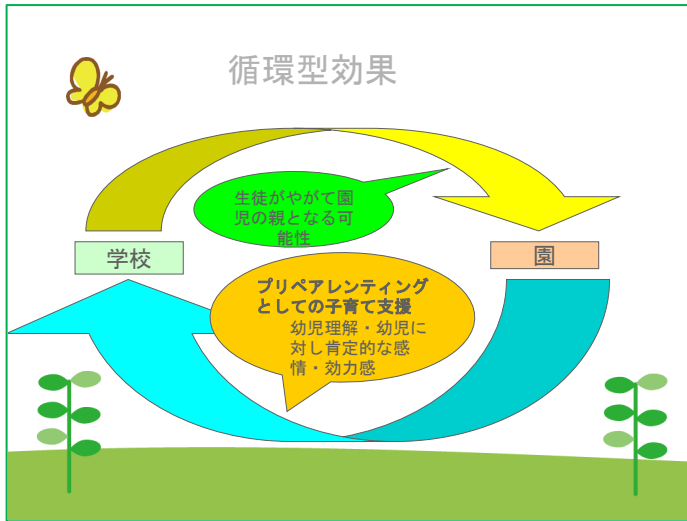 循環型効果
生徒がやがて園
児の親となる可
能性
学校
園
プリペアレンティング
としての子育て支援
幼児理解・幼児に
対し肯定的な感
情・効力感